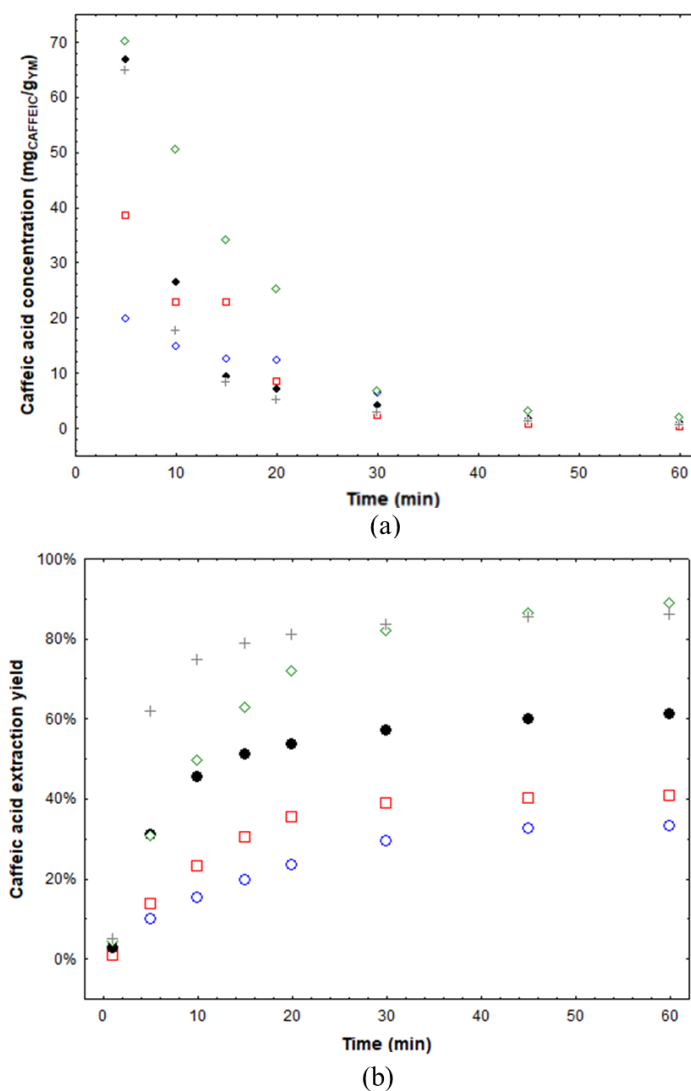 70
60
50
40
30
20
10
0
Caffeic acid concentration (mgCAFFEIC/gYM)
0 10 20 30 40 50 60
Time (min)
(a)
100%
80%
60%
40%
20%
0%
Caffeic acid extraction yield
0 10 20 30 40 50 60
Time (min)
(b)